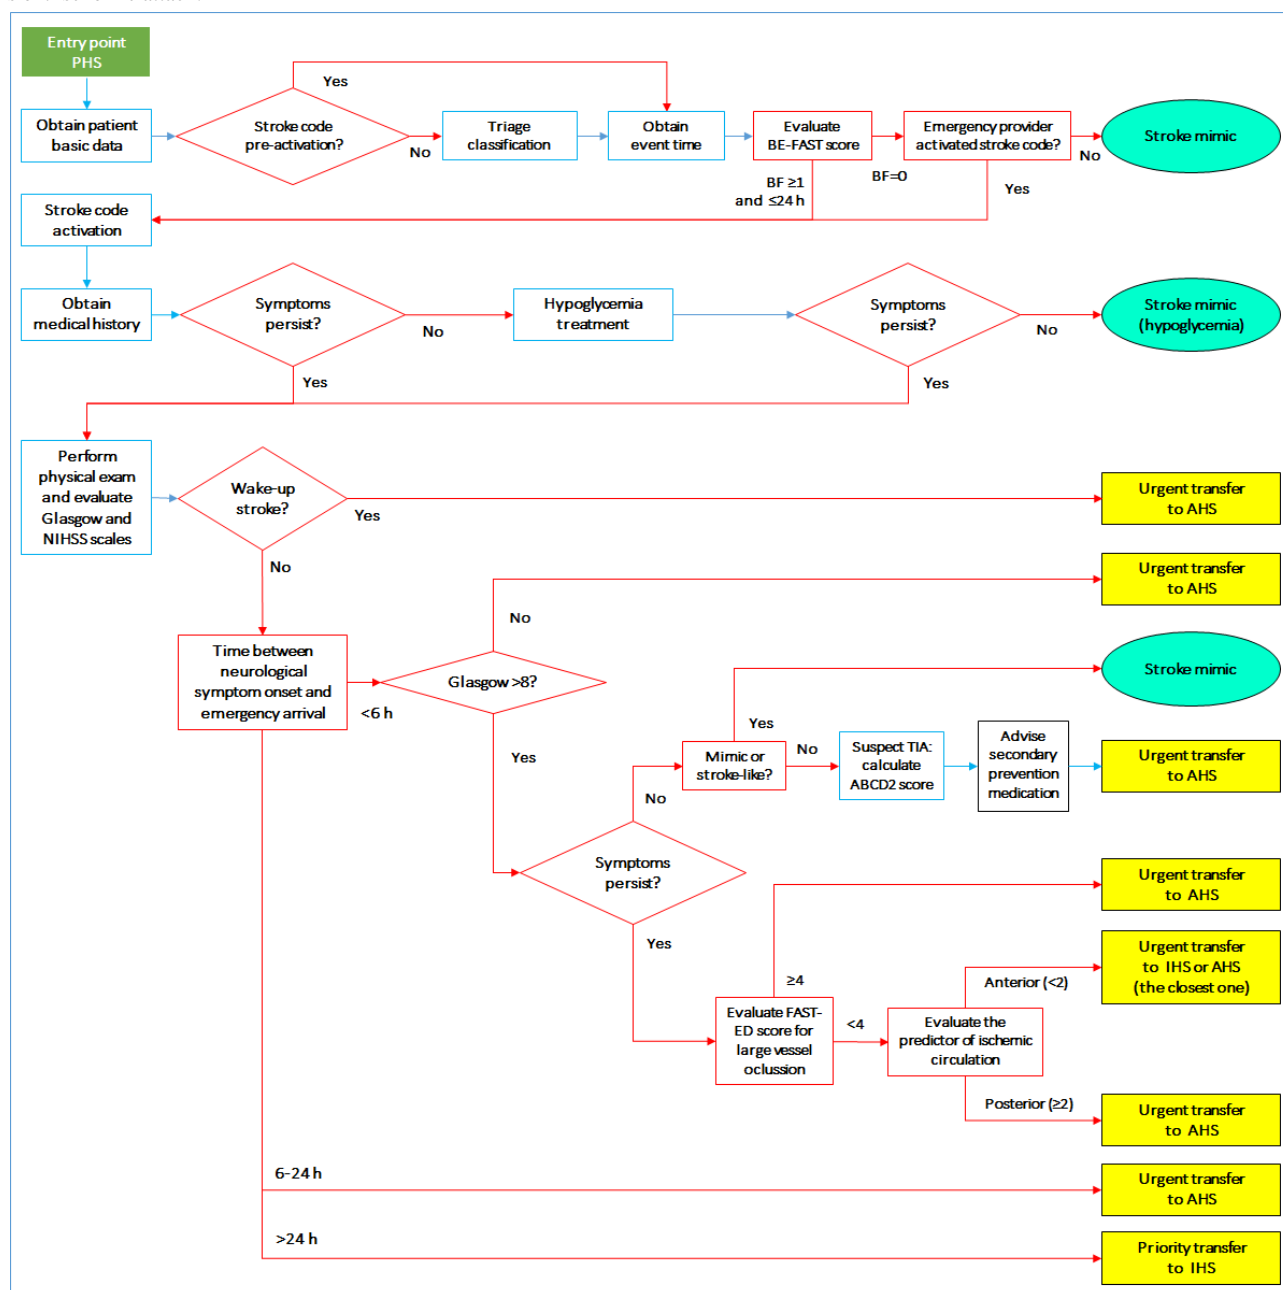 Entry point
PHS
Obtain patient
basic data
Stroke code
pre-activation?
Yes
No
Triage
classification
Obtain
event time
Evaluate
BE-FAST score
BF=0
BF ≥1
and ≤24 h
Emergency provider
activated stroke code?
No
Yes
Stroke mimic
Stroke code
activation
Obtain
medical history
Symptoms
persist?
No
Yes
Hypoglycemia
treatment
Symptoms
persist?
No
Yes
Stroke mimic
(hypoglycemia)
Perform
physical exam
and evaluate
Glasgow and
NIHSS scales
Wake-up
stroke?
Yes
No
Urgent transfer
to AHS
Urgent transfer
to AHS
No
Time between
neurological
symptom onset and
emergency arrival
<6 h
Glasgow >8?
Yes
Stroke mimic
Yes
Mimic or
stroke-like?
No
Suspect TIA:
calculate
ABCD2 score
Advise
secondary
prevention
medication
Urgent transfer
to AHS
No
Symptoms
persist?
Yes
Urgent transfer
to AHS
≥4
Evaluate FAST-
ED score for
large vessel
oclussion
<4
Evaluate the
predictor of ischemic
circulation
Anterior (<2)
Urgent transfer
to IHS or AHS
(the closest one)
Posterior (≥2)
Urgent transfer
to AHS
6-24 h
Urgent transfer
to AHS
>24 h
Priority transfer
to IHS